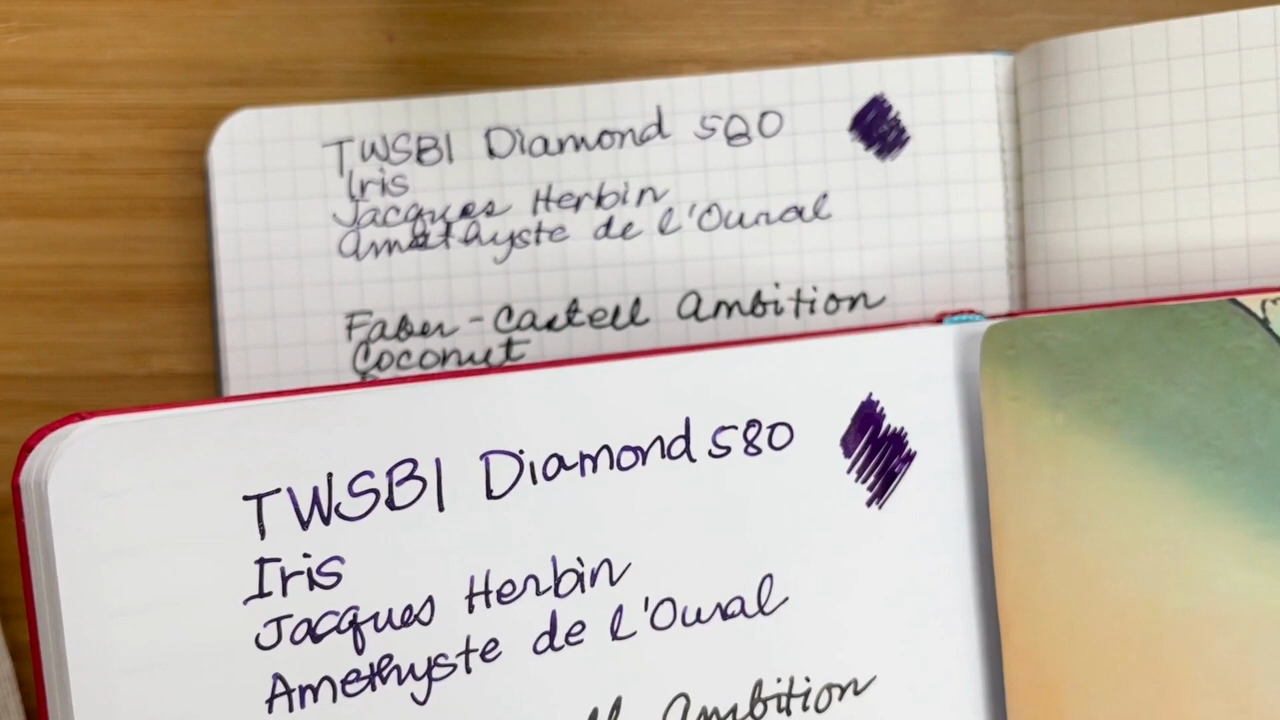 TWSBI Diamond 580
Iris
Jacques Herbin
Amethyste de l'Oural
Faber-Castell Ambition
Coconut
TWSBI Diamond 580
Iris
Jacques Herbin
Amethyste de l'Oural
Ambition